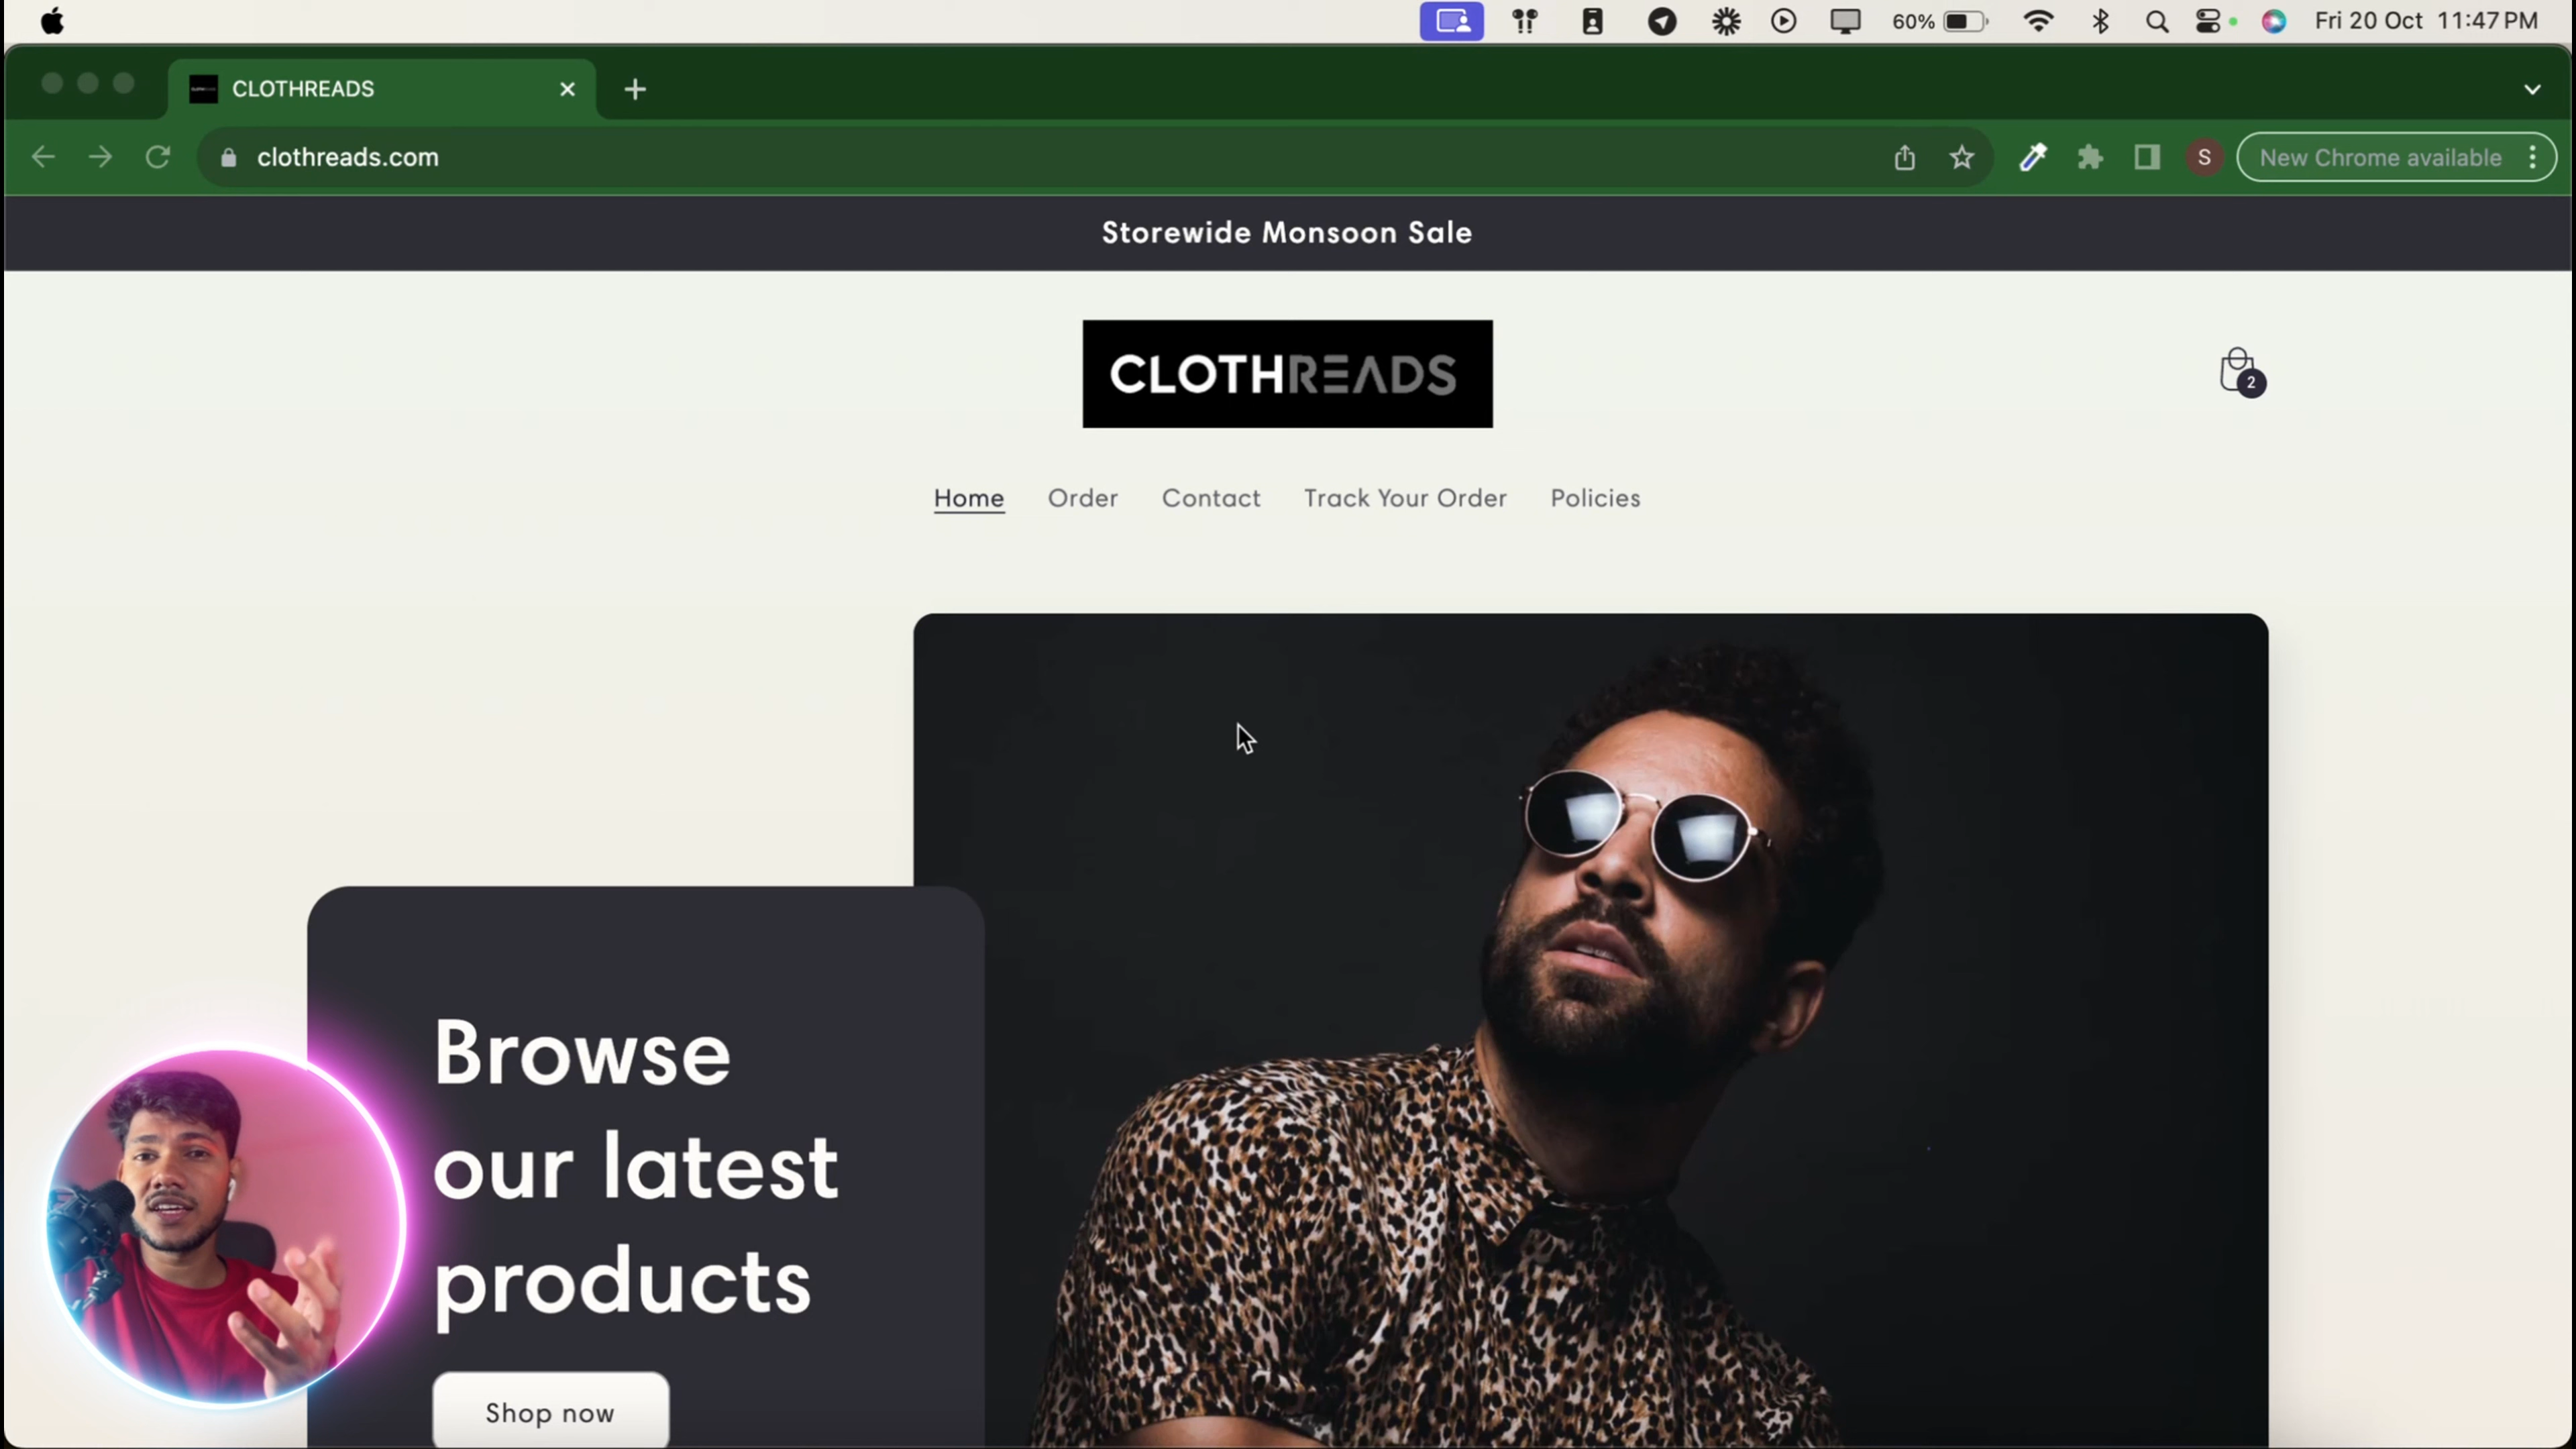 60% Fri 20 Oct 11:47 PM
CLOTHREADS
clothreads.com
S New Chrome available
Storewide Monsoon Sale
CLOTHREADS
2
Home Order Contact Track Your Order Policies
Browse
our latest
products
Shop now